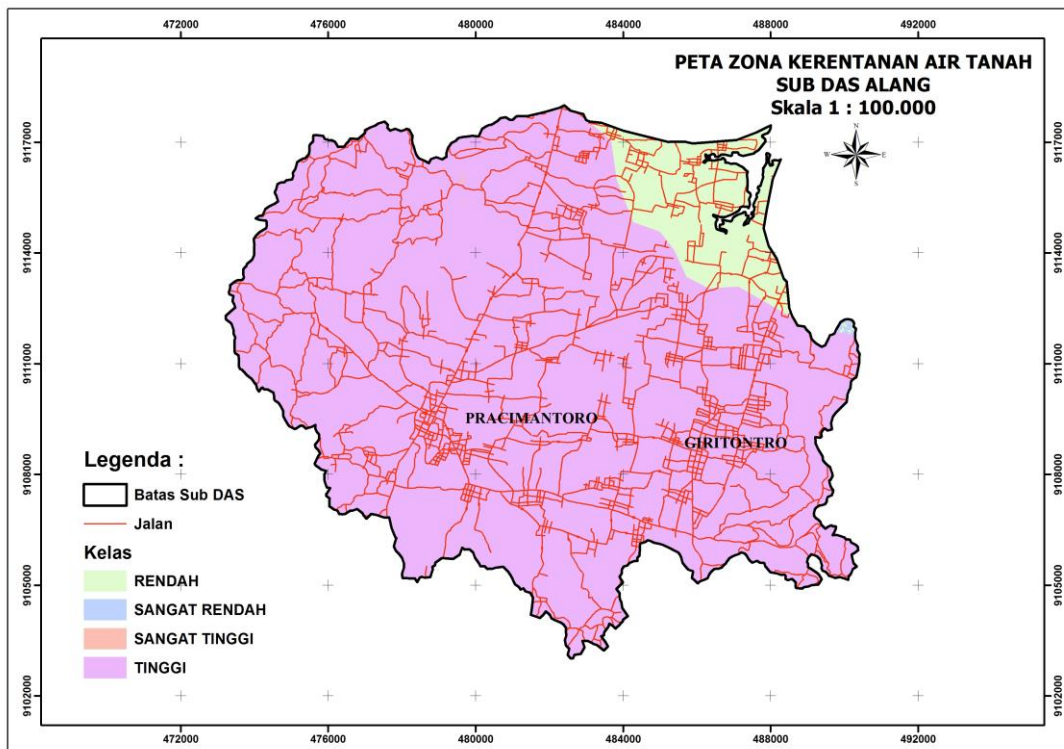 472000 476000 480000 484000 488000 492000
PETA ZONA KERENTANAN AIR TANAH
SUB DAS ALANG
Skala 1 : 100.000
N
W E
S
9117000 9117000
9114000 9114000
9111000 9111000
PRACIMANTORO
GIRITONTRO
9108000 9108000
Legenda :
Batas Sub DAS
Jalan
Kelas
RENDAH
SANGAT RENDAH
SANGAT TINGGI
TINGGI
9105000 9105000
9102000 9102000
472000 476000 480000 484000 488000 492000